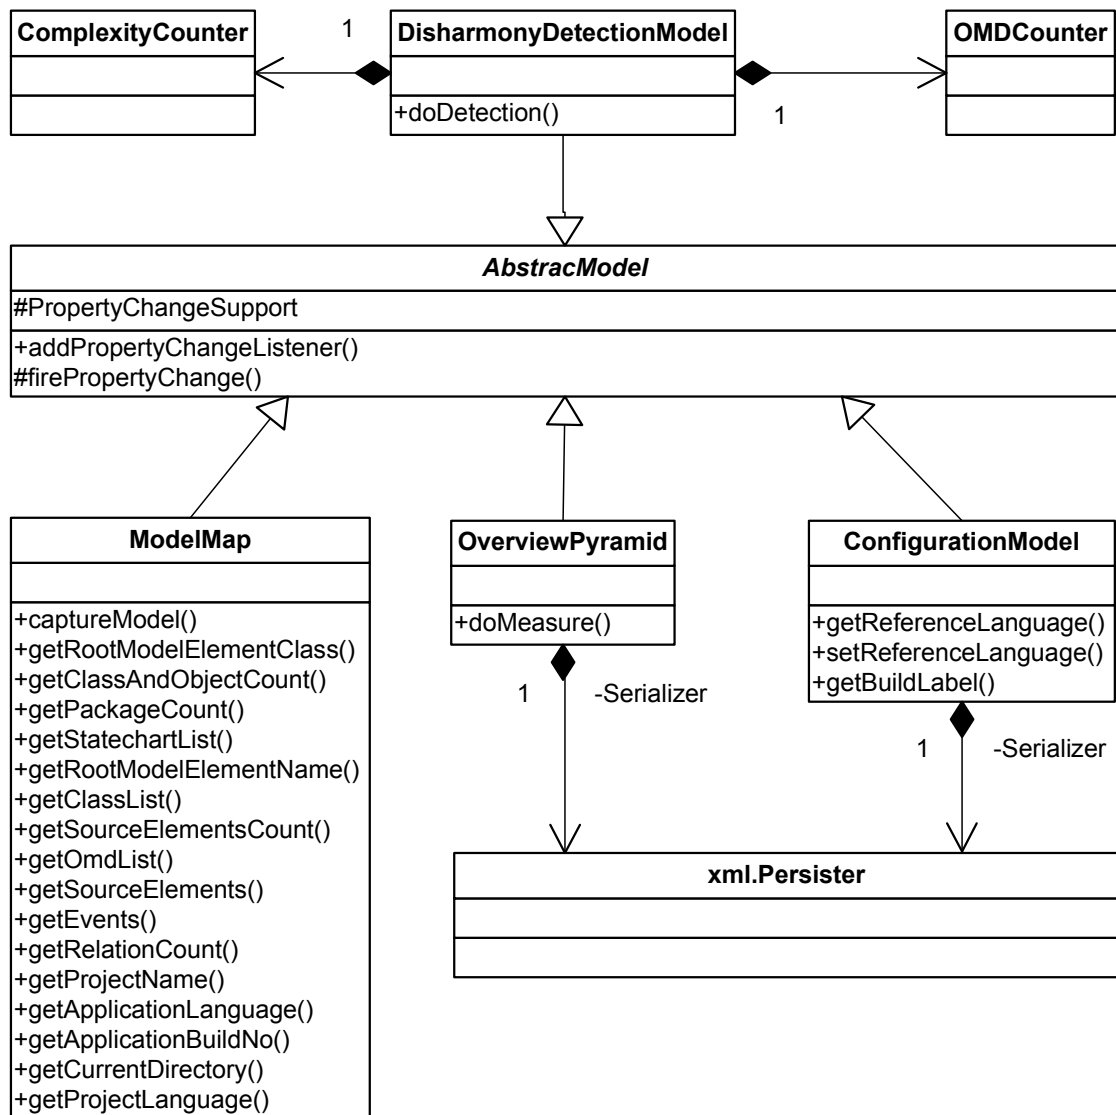 ComplexityCounter
1
DisharmonyDetectionModel
+doDetection()
1
OMDCounter
AbstracModel
#PropertyChangeSupport
+addPropertyChangeListener()
#firePropertyChange()
ModelMap
+captureModel()
+getRootModelElementClass()
+getClassAndObjectCount()
+getPackageCount()
+getStatechartList()
+getRootModelElementName()
+getClassList()
+getSourceElementsCount()
+getOmdList()
+getSourceElements()
+getEvents()
+getRelationCount()
+getProjectName()
+getApplicationLanguage()
+getApplicationBuildNo()
+getCurrentDirectory()
+getProjectLanguage()
OverviewPyramid
+doMeasure()
1
-Serializer
ConfigurationModel
+getReferenceLanguage()
+setReferenceLanguage()
+getBuildLabel()
1
-Serializer
xml.Persister